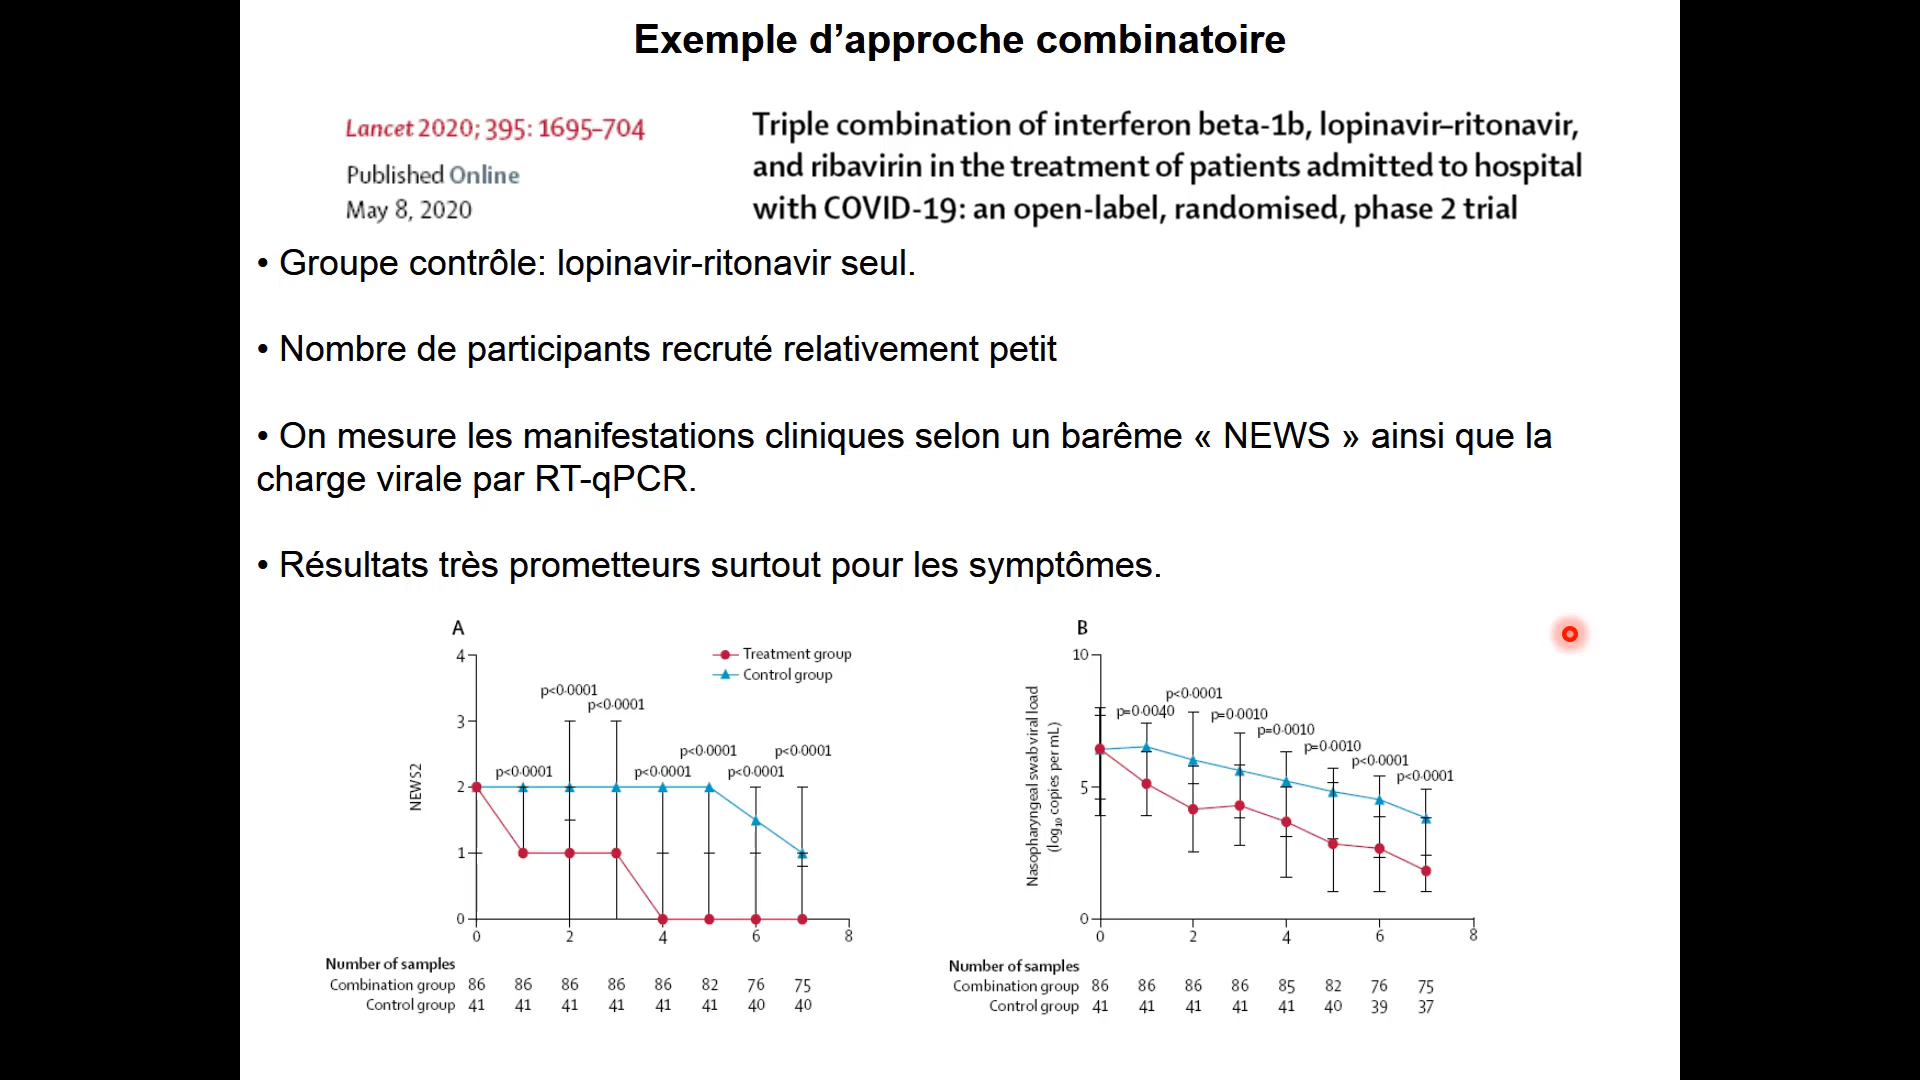 Exemple d’approche combinatoire
Lancet 2020; 395: 1695–704
Published Online
May 8, 2020
Triple combination of interferon beta-1b, lopinavir–ritonavir,
and ribavirin in the treatment of patients admitted to hospital
with COVID-19: an open-label, randomised, phase 2 trial
• Groupe contrôle: lopinavir-ritonavir seul.
• Nombre de participants recruté relativement petit
• On mesure les manifestations cliniques selon un barême « NEWS » ainsi que la
charge virale par RT-qPCR.
• Résultats très prometteurs surtout pour les symptômes.
A
Treatment group
Control group
NEWS2
4
3
2
1
0
p<0·0001
p<0·0001
p<0·0001
p<0·0001
p<0·0001
p<0·0001
p<0·0001
0 2 4 6 8
Number of samples
Combination group 86 86 86 86 86 82 76 75
Control group 41 41 41 41 41 41 40 40
B
Nasopharyngeal swab viral load
(log₁₀ copies per mL)
10
5
0
p=0·0040
p<0·0001
p=0·0010
p=0·0010
p=0·0010
p<0·0001
p<0·0001
0 2 4 6 8
Number of samples
Combination group 86 86 86 86 85 82 76 75
Control group 41 41 41 41 41 40 39 37